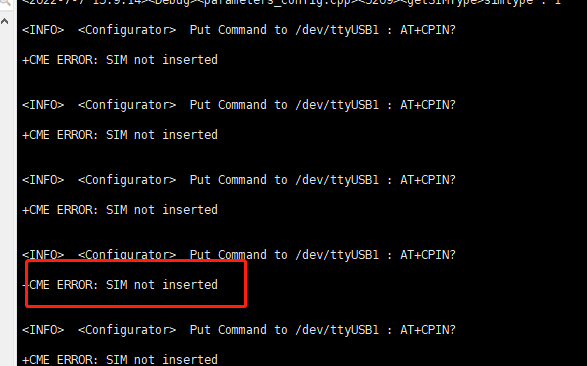 <2022-7-7 15:9:14><Debug><parameters_config.cpp><3209><getSIMType>simtype : 1
<INFO>  <Configurator>  Put Command to /dev/ttyUSB1 : AT+CPIN?
+CME ERROR: SIM not inserted
<INFO>  <Configurator>  Put Command to /dev/ttyUSB1 : AT+CPIN?
+CME ERROR: SIM not inserted
<INFO>  <Configurator>  Put Command to /dev/ttyUSB1 : AT+CPIN?
+CME ERROR: SIM not inserted
<INFO>  <Configurator>  Put Command to /dev/ttyUSB1 : AT+CPIN?
+CME ERROR: SIM not inserted
<INFO>  <Configurator>  Put Command to /dev/ttyUSB1 : AT+CPIN?
+CME ERROR: SIM not inserted